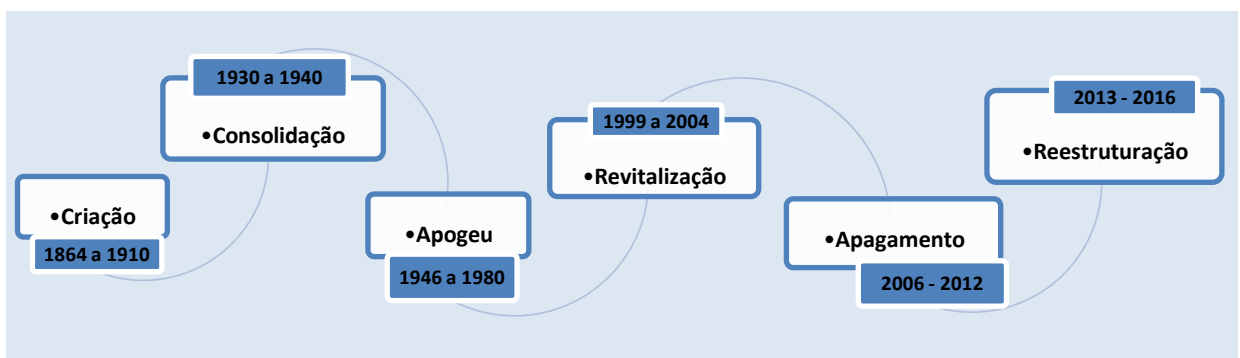 •Criação
1864 a 1910
1930 a 1940
•Consolidação
•Apogeu
1946 a 1980
1999 a 2004
•Revitalização
•Apagamento
2006 - 2012
2013 - 2016
•Reestruturação